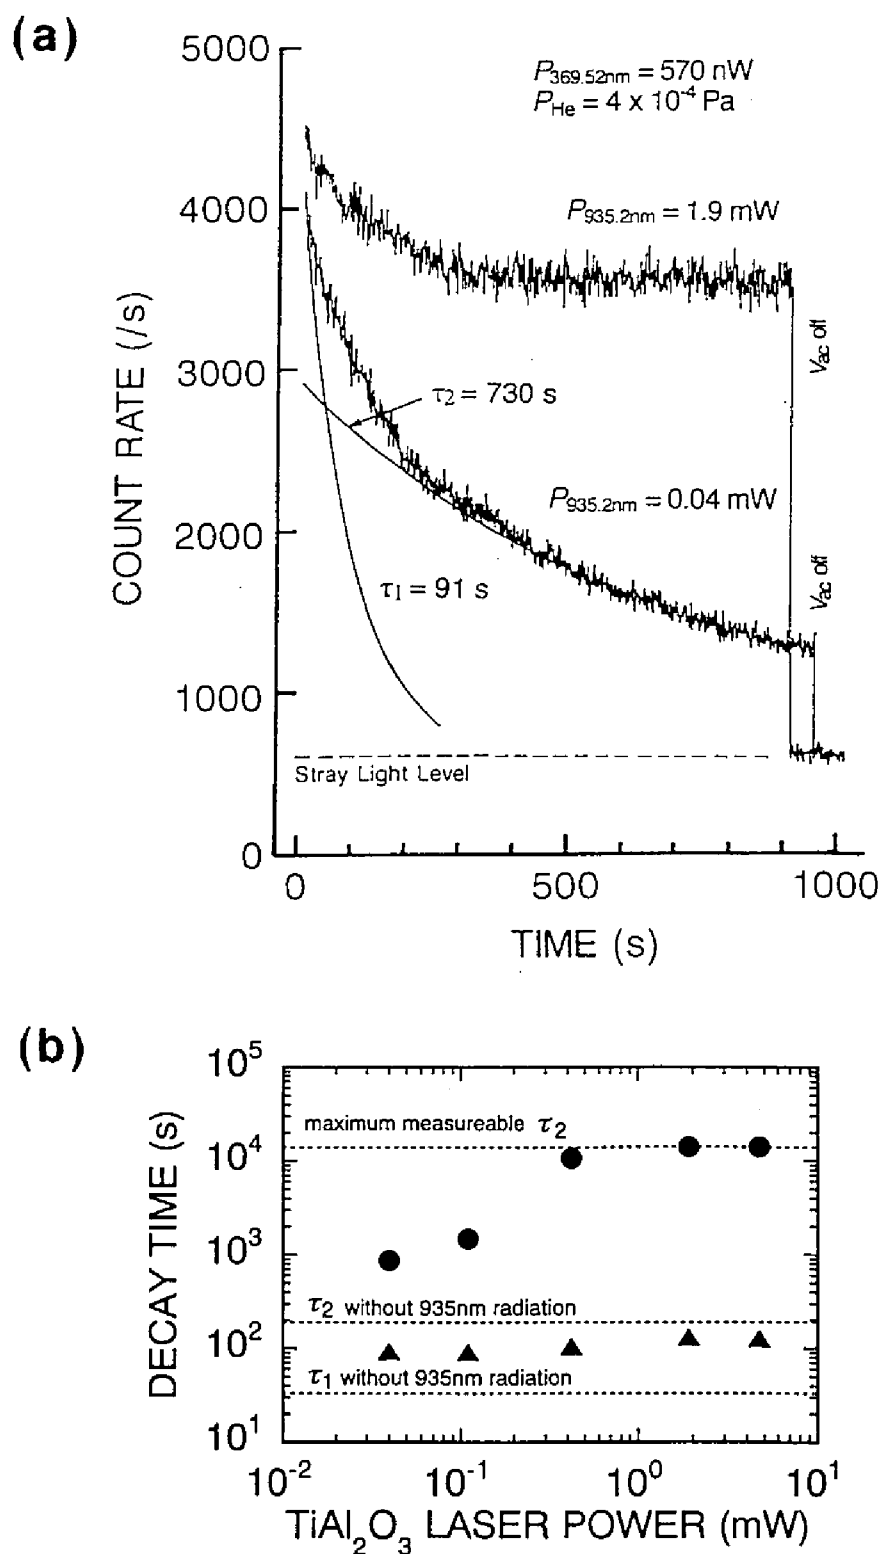 (a)
5000
P369.52nm = 570 nW
PHe = 4 x 10⁻⁴ Pa
4000
P935.2nm = 1.9 mW
Vac off
3000
τ2 = 730 s
COUNT RATE (/s)
P935.2nm = 0.04 mW
2000
Vac off
τ1 = 91 s
1000
Stray Light Level
0
0 500 1000
TIME (s)
(b)
10⁵
maximum measureable τ2
10⁴
DECAY TIME (s)
10³
τ2 without 935nm radiation
10²
τ1 without 935nm radiation
10¹
10⁻² 10⁻¹ 10⁰ 10¹
TiAl₂O₃ LASER POWER (mW)